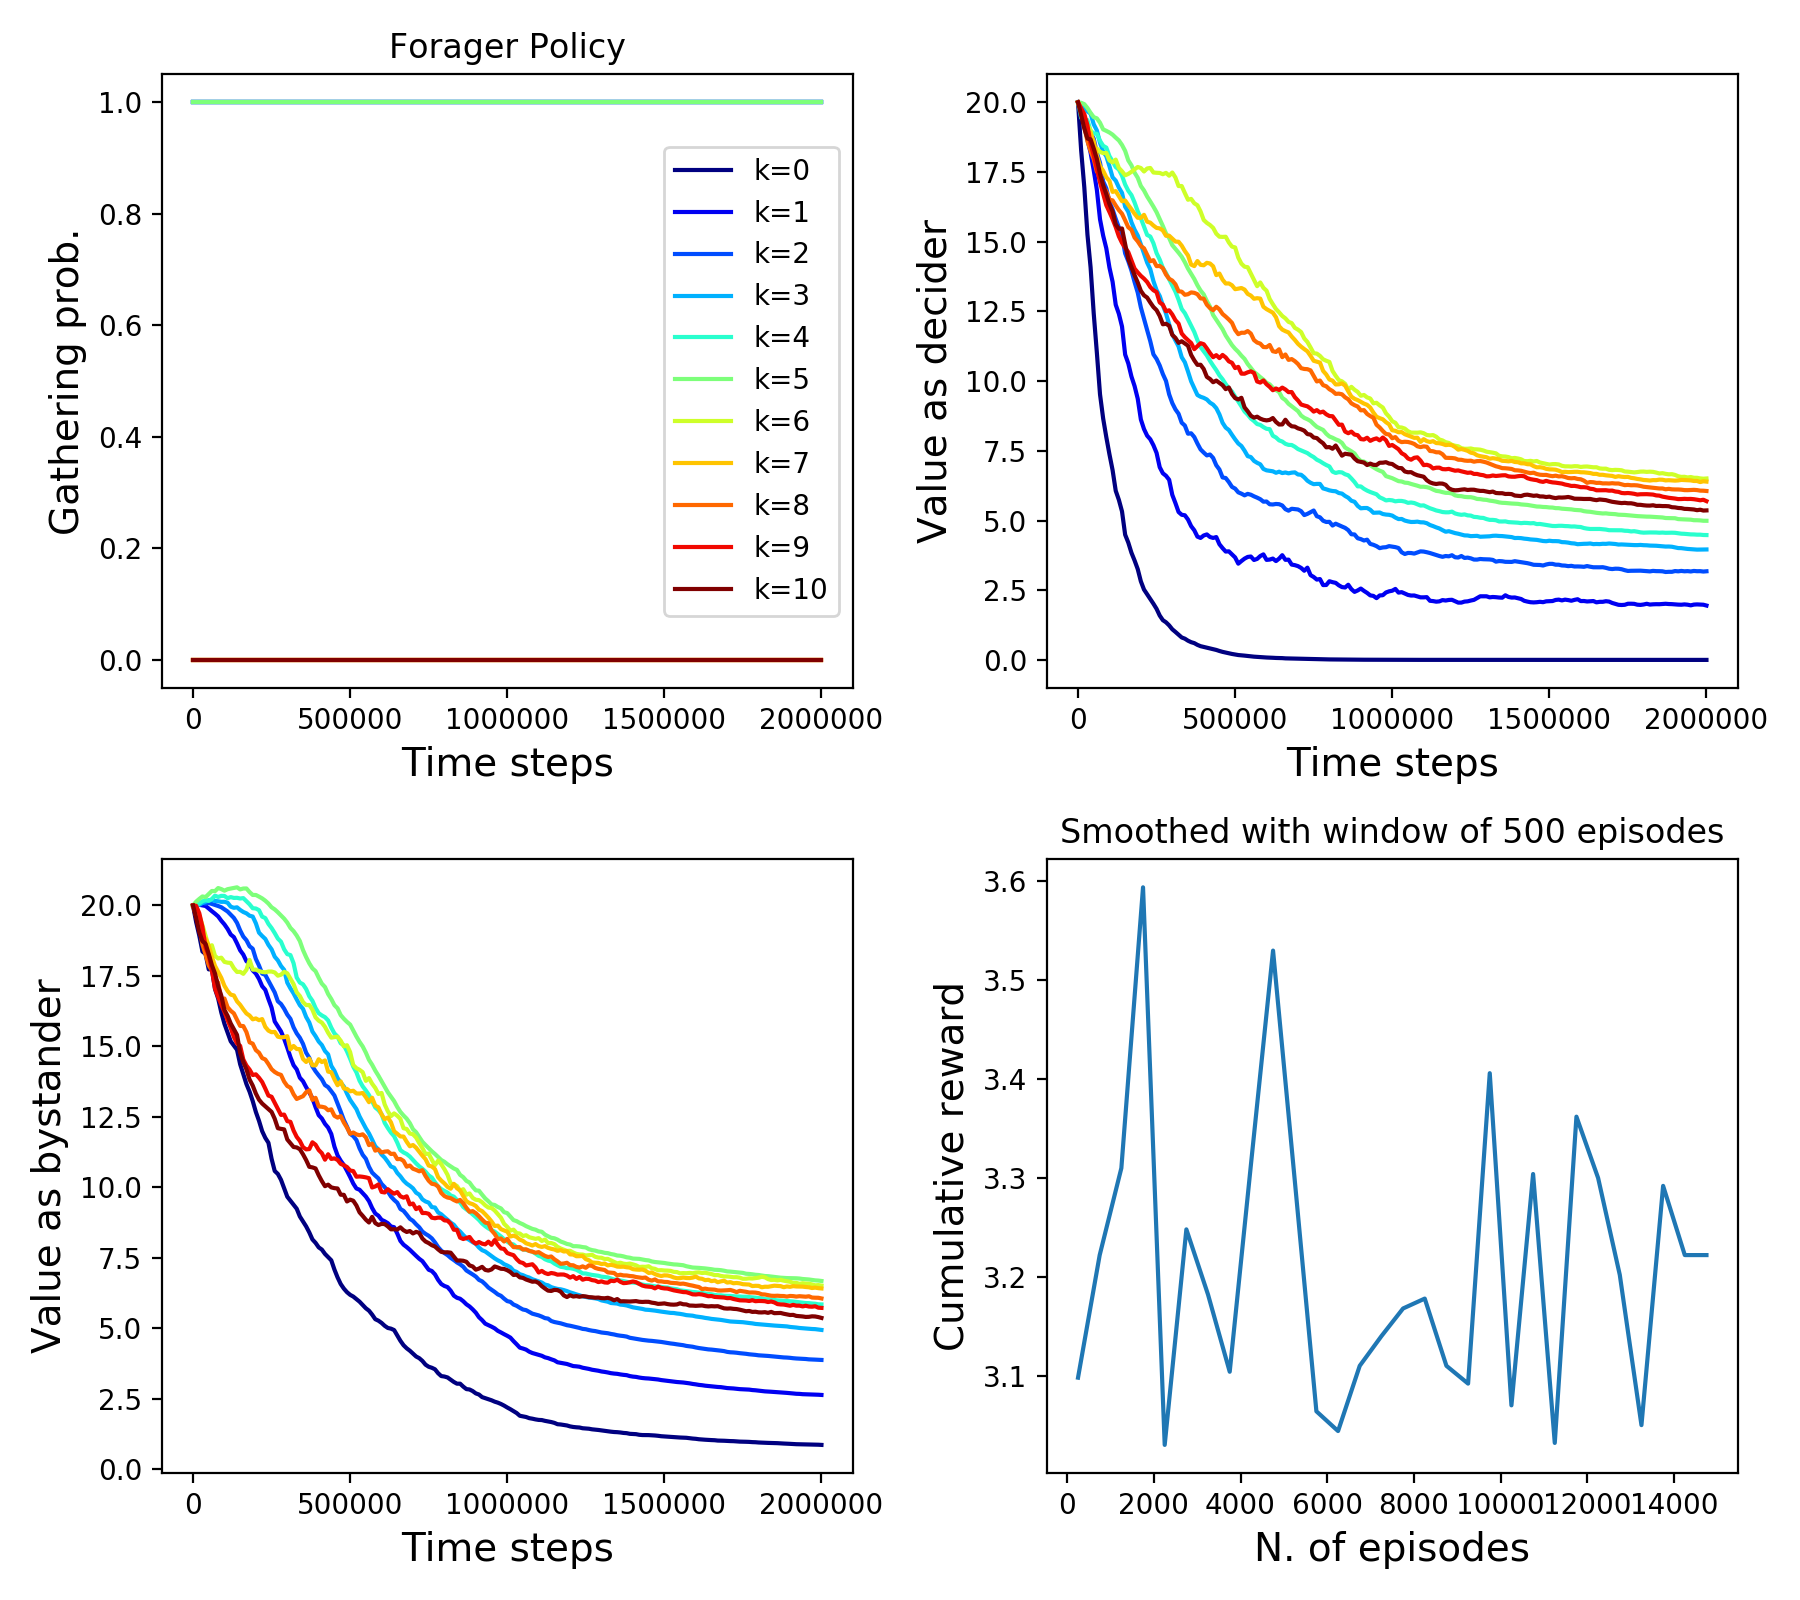 Forager Policy
Gathering prob.
1.0
0.8
0.6
0.4
0.2
0.0
k=0
k=1
k=2
k=3
k=4
k=5
k=6
k=7
k=8
k=9
k=10
0 500000 1000000 1500000 2000000
Time steps
Value as decider
20.0
17.5
15.0
12.5
10.0
7.5
5.0
2.5
0.0
0 500000 1000000 1500000 2000000
Time steps
Value as bystander
20.0
17.5
15.0
12.5
10.0
7.5
5.0
2.5
0.0
0 500000 1000000 1500000 2000000
Time steps
Smoothed with window of 500 episodes
Cumulative reward
3.6
3.5
3.4
3.3
3.2
3.1
0 2000 4000 6000 8000 10000 12000 14000
N. of episodes